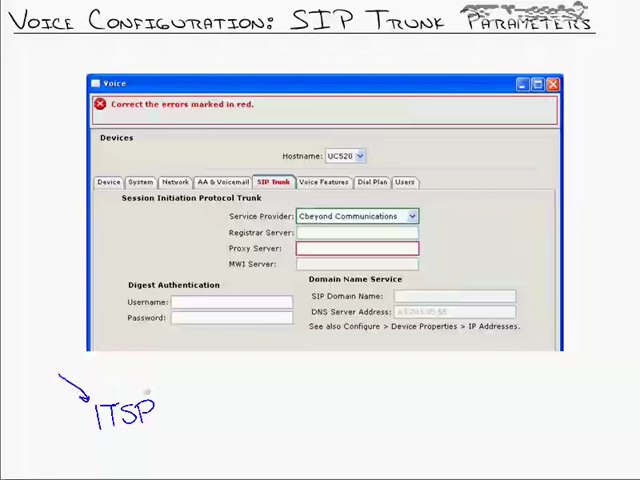 VOICE CONFIGURATION: SIP TRUNK PARAMETERS
Voice
Correct the errors marked in red.
Devices
Hostname: UC520
Device System Network AA & Voicemail SIP Trunk Voice Features Dial Plan Users
Session Initiation Protocol Trunk
Service Provider: Cbeyond Communications
Registrar Server:
Proxy Server:
MWI Server:
Digest Authentication
Username:
Password:
Domain Name Service
SIP Domain Name:
DNS Server Address:
See also Configure > Device Properties > IP Addresses.
ITSP